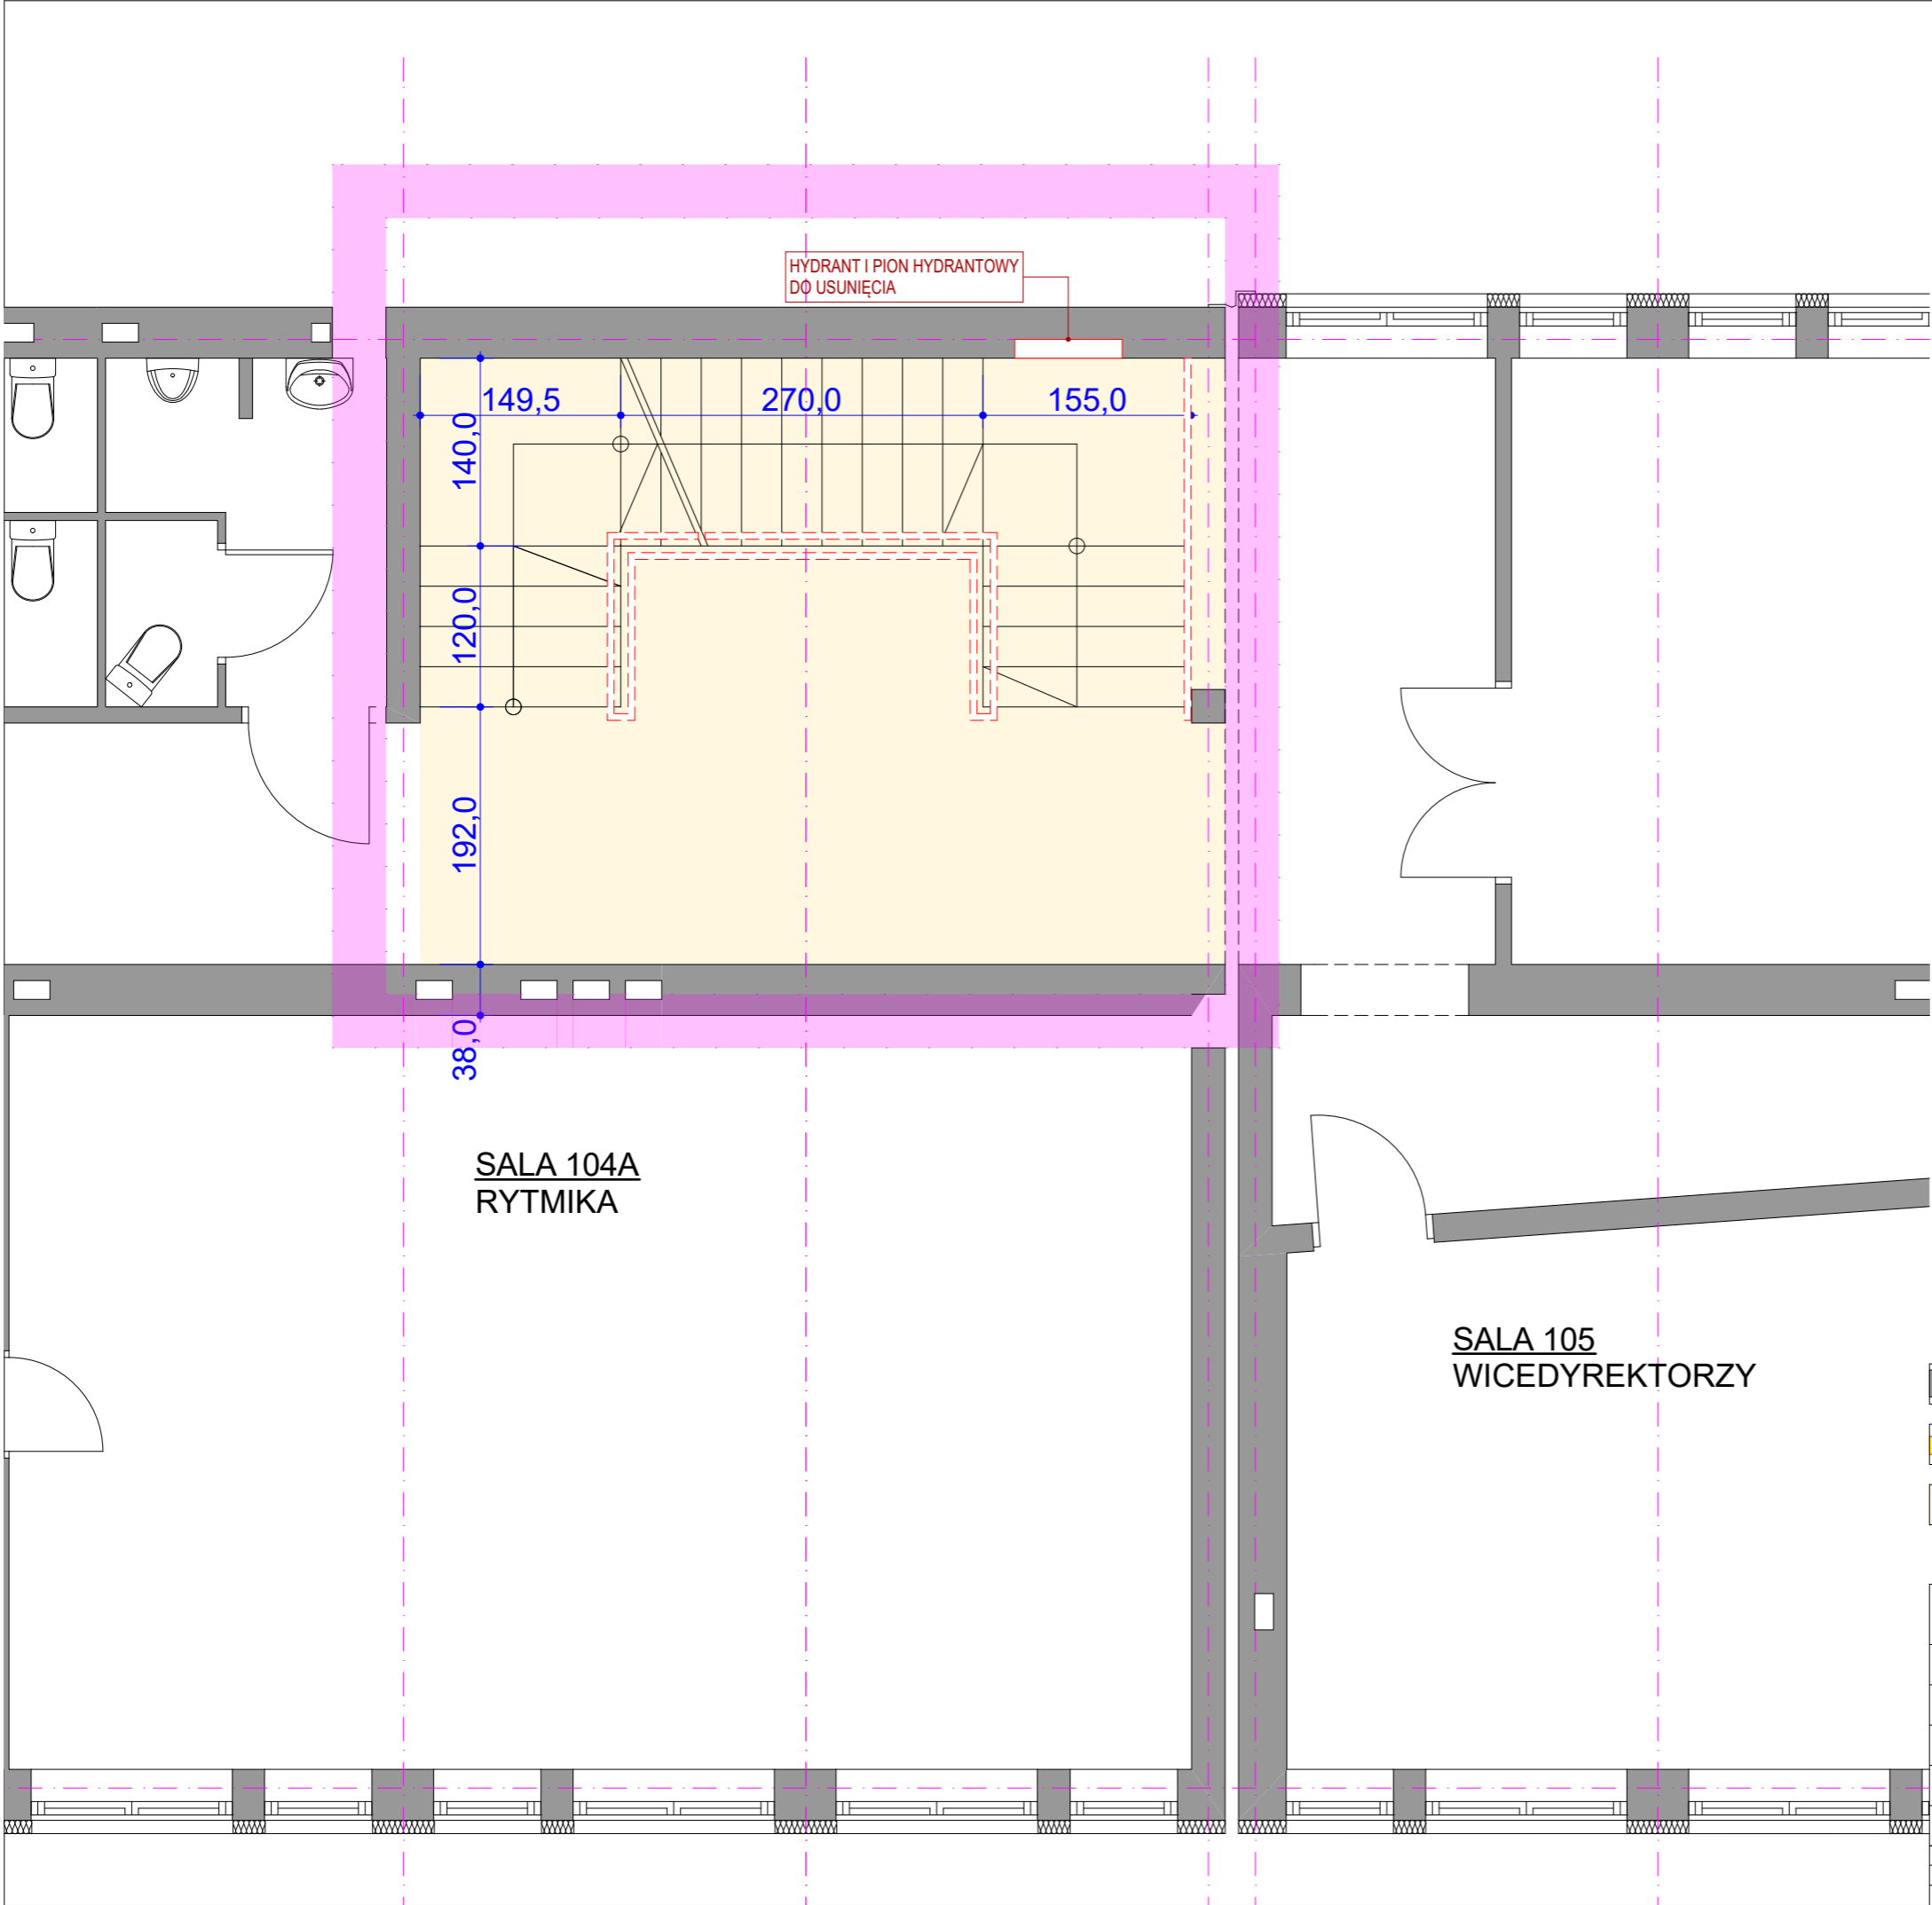 HYDRANT I PION HYDRANTOWY
DO USUNIĘCIA
149,5
270,0
155,0
140,0
120,0
192,0
38,0
SALA 104A
RYTMIKA
SALA 105
WICEDYREKTORZY